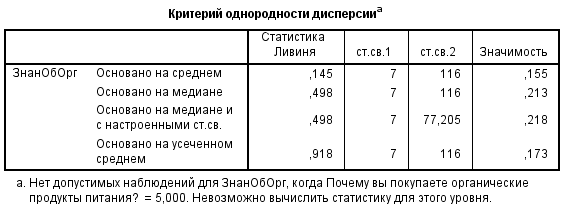 Критерий однородности дисперсииa
Статистика Ливиня ст.св.1 ст.св.2 Значимость
ЗнанОбОрг Основано на среднем ,145 7 116 ,155
Основано на медиане ,498 7 116 ,213
Основано на медиане и с настроенными ст.св. ,498 7 77,205 ,218
Основано на усеченном среднем ,918 7 116 ,173
a. Нет допустимых наблюдений для ЗнанОбОрг, когда Почему вы покупаете органические
продукты питания? = 5,000. Невозможно вычислить статистику для этого уровня.